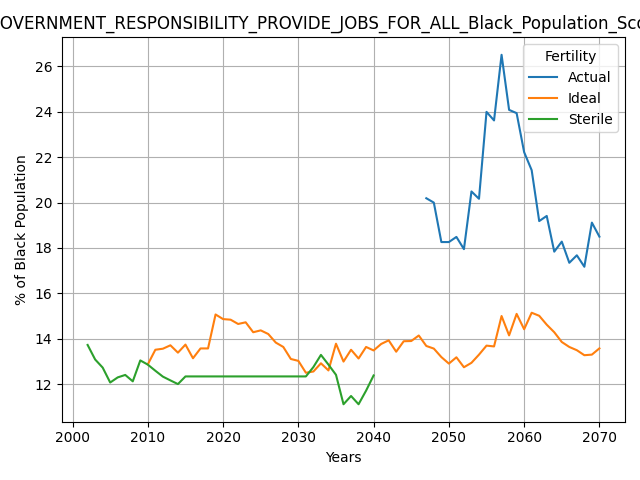 OVERNMENT_RESPONSIBILITY_PROVIDE_JOBS_FOR_ALL_Black_Population_Sc
Fertility
Actual
Ideal
Sterile
% of Black Population
26
24
22
20
18
16
14
12
2000 2010 2020 2030 2040 2050 2060 2070
Years